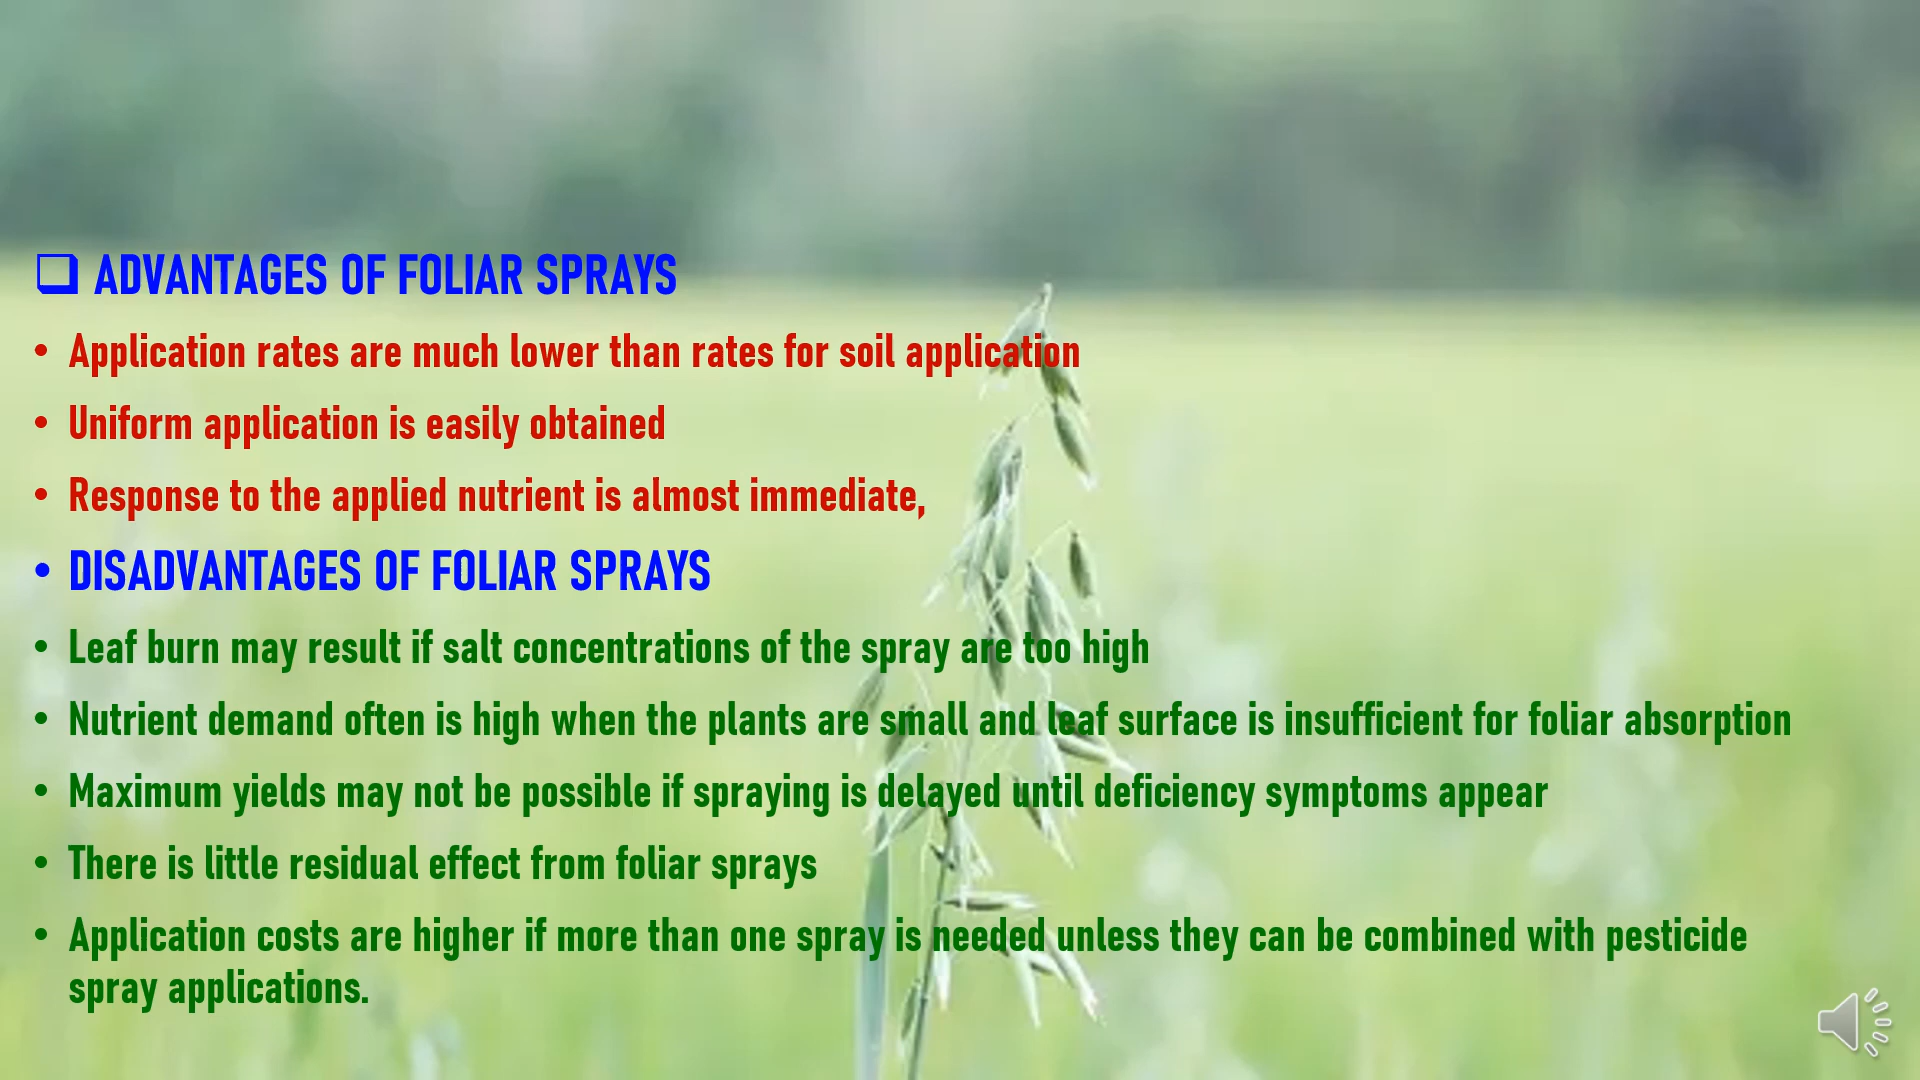 ❑ ADVANTAGES OF FOLIAR SPRAYS
• Application rates are much lower than rates for soil application
• Uniform application is easily obtained
• Response to the applied nutrient is almost immediate,
• DISADVANTAGES OF FOLIAR SPRAYS
• Leaf burn may result if salt concentrations of the spray are too high
• Nutrient demand often is high when the plants are small and leaf surface is insufficient for foliar absorption
• Maximum yields may not be possible if spraying is delayed until deficiency symptoms appear
• There is little residual effect from foliar sprays
• Application costs are higher if more than one spray is needed unless they can be combined with pesticide
spray applications.